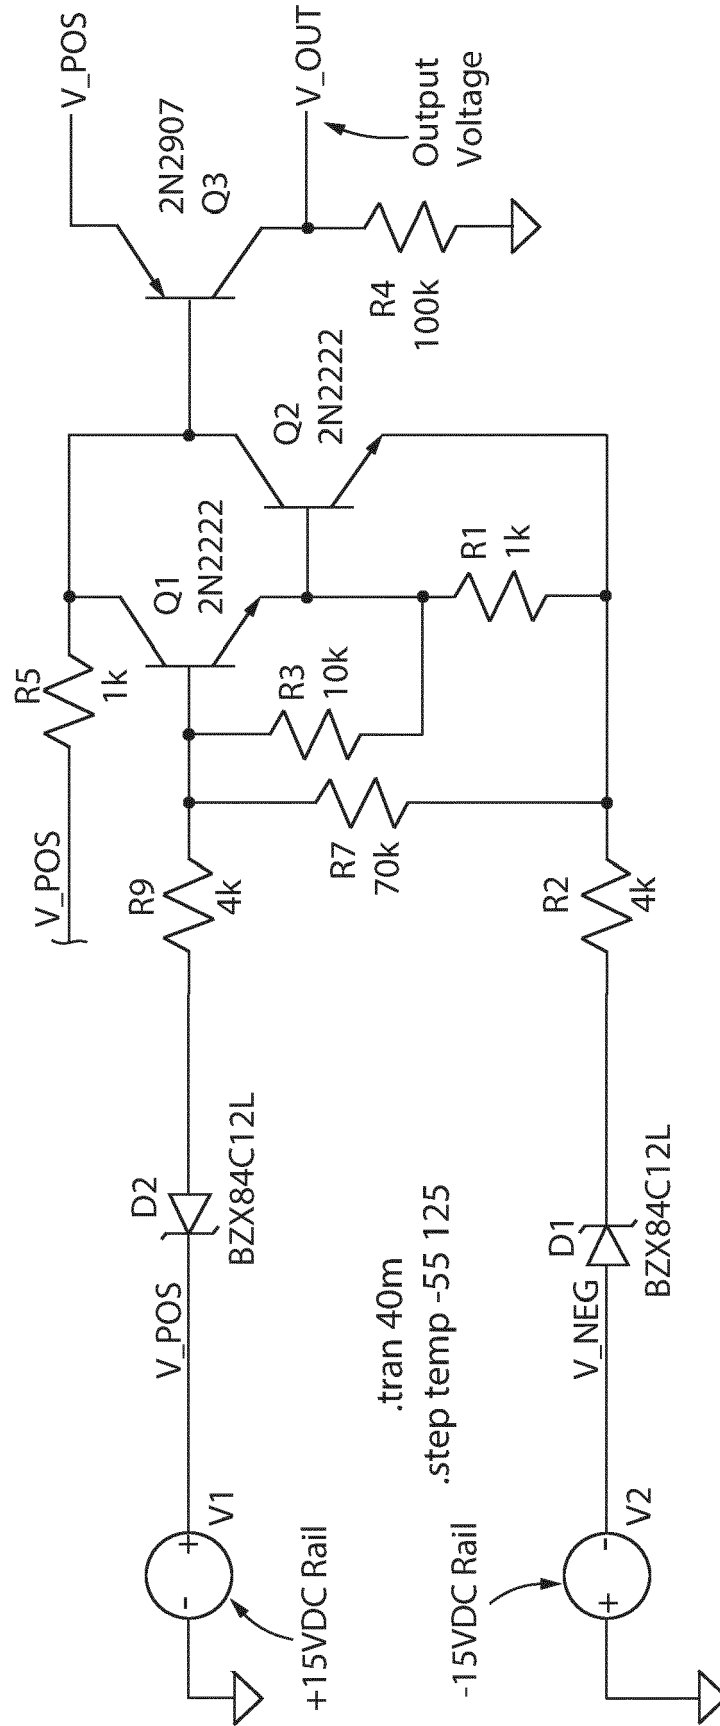 +15VDC Rail
V1
V_POS
D2
BZX84C12L
R9
4k
V_POS
R5
1k
Q1
2N2222
R3
10k
R7
70k
R1
1k
Q2
2N2222
2N2907
Q3
V_POS
V_OUT
Output
Voltage
R4
100k
.tran 40m
.step temp -55 125
-15VDC Rail
V2
V_NEG
D1
BZX84C12L
R2
4k
+
-
+
-